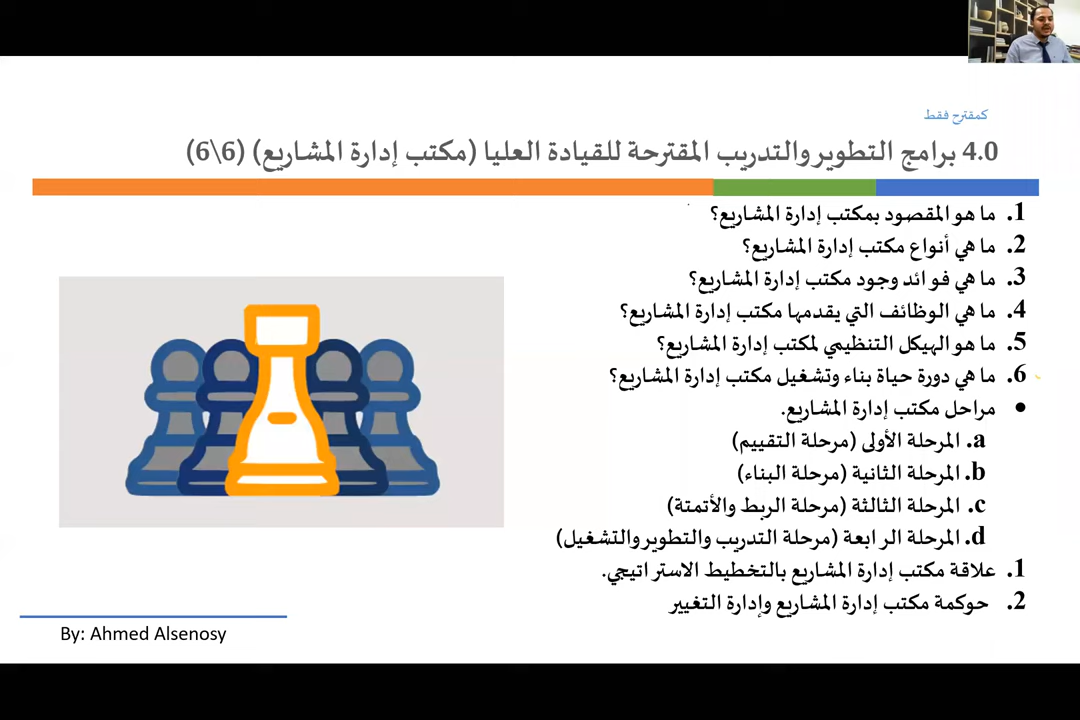 كمقترح فقط
4.0 برامج التطوير والتدريب المقترحة للقيادة العليا (مكتب إدارة المشاريع) (6\6)
1. ما هو المقصود بمكتب إدارة المشاريع؟
2. ما هي أنواع مكتب إدارة المشاريع؟
3. ما هي فوائد وجود مكتب إدارة المشاريع؟
4. ما هي الوظائف التي يقدمها مكتب إدارة المشاريع؟
5. ما هو الهيكل التنظيمي لمكتب إدارة المشاريع؟
6. ما هي دورة حياة بناء وتشغيل مكتب إدارة المشاريع؟
• مراحل مكتب إدارة المشاريع.
a. المرحلة الأولى (مرحلة التقييم)
b. المرحلة الثانية (مرحلة البناء)
c. المرحلة الثالثة (مرحلة الربط والأتمتة)
d. المرحلة الرابعة (مرحلة التدريب والتطوير والتشغيل)
1. علاقة مكتب إدارة المشاريع بالتخطيط الاستراتيجي.
2. حوكمة مكتب إدارة المشاريع وإدارة التغيير
By: Ahmed Alsenosy